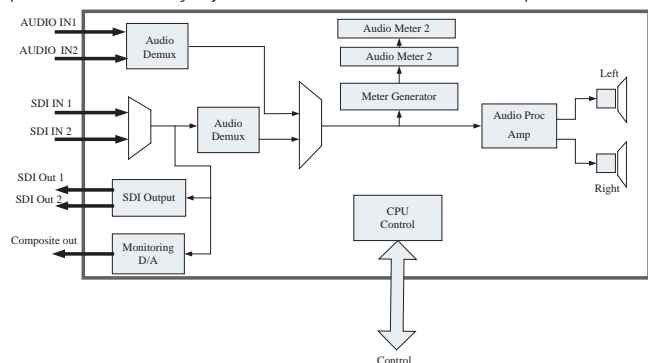 AUDIO IN1
AUDIO IN2
Audio
Demux
SDI IN 1
SDI IN 2
Audio
Demux
SDI Out 1
SDI Out 2
SDI Output
Composite out
Monitoring
D/A
Audio Meter 2
Audio Meter 2
Meter Generator
Audio Proc
Amp
Left
Right
CPU
Control
Control